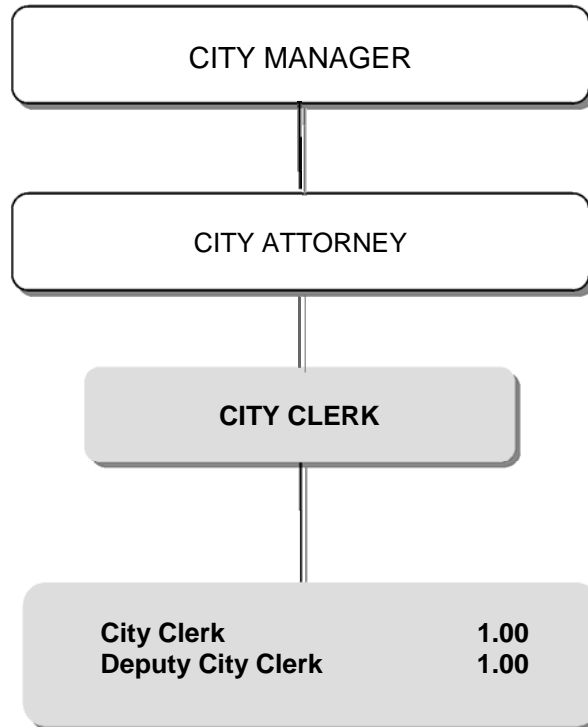 CITY MANAGER
CITY ATTORNEY
CITY CLERK
City Clerk 1.00
Deputy City Clerk 1.00